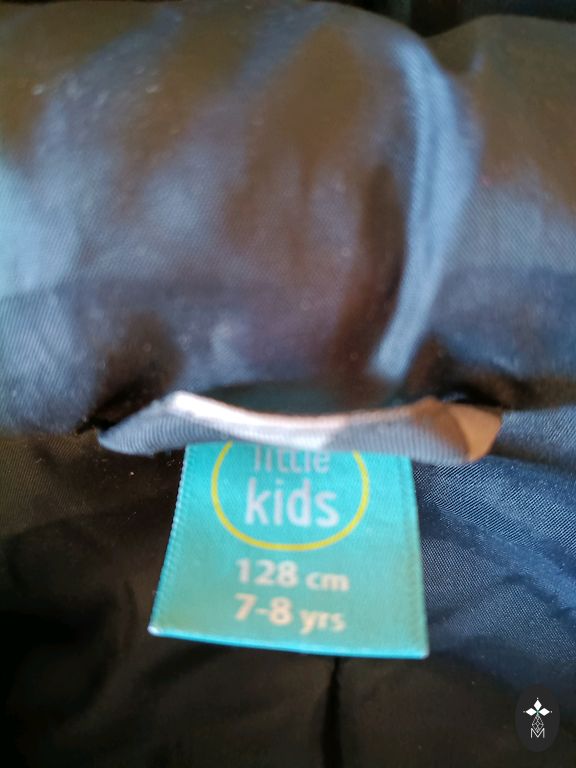 little
kids
128 cm
7-8 yrs
M